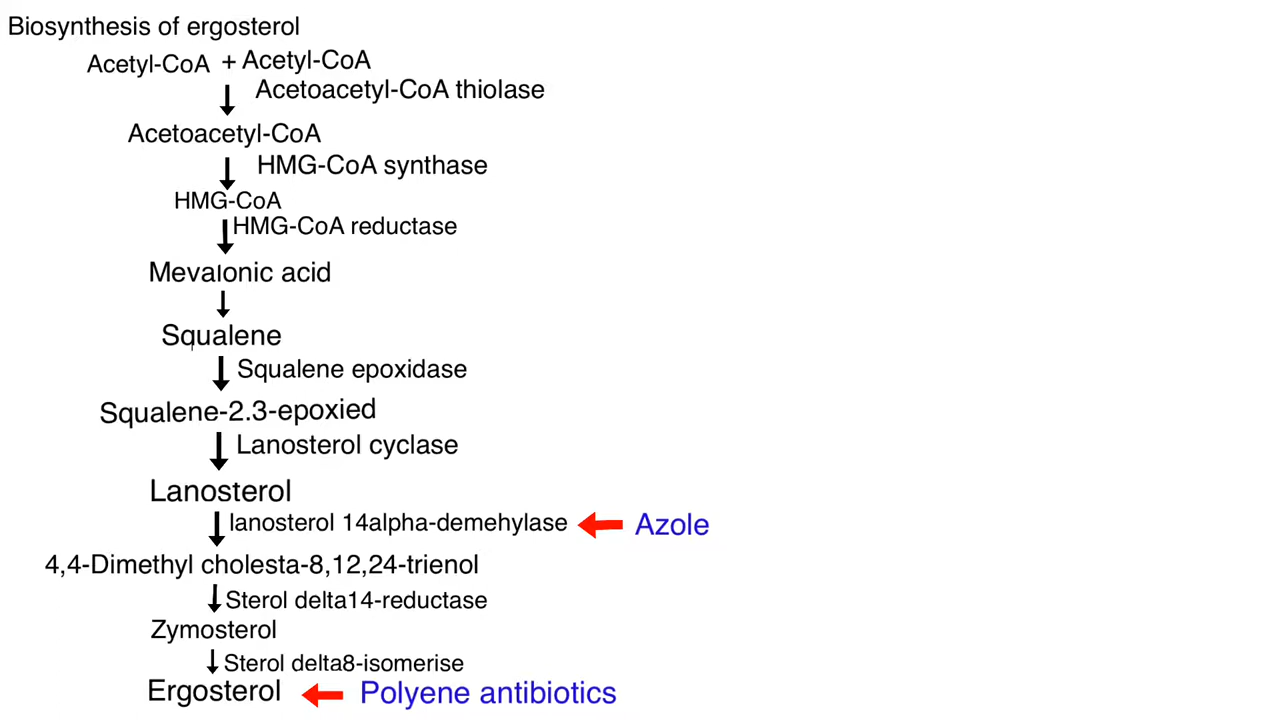 Biosynthesis of ergosterol
Acetyl-CoA + Acetyl-CoA
Acetoacetyl-CoA thiolase
Acetoacetyl-CoA
HMG-CoA synthase
HMG-CoA
HMG-CoA reductase
Mevalonic acid
Squalene
Squalene epoxidase
Squalene-2.3-epoxied
Lanosterol cyclase
Lanosterol
lanosterol 14alpha-demehylase
Azole
4,4-Dimethyl cholesta-8,12,24-trienol
Sterol delta14-reductase
Zymosterol
Sterol delta8-isomerise
Ergosterol
Polyene antibiotics